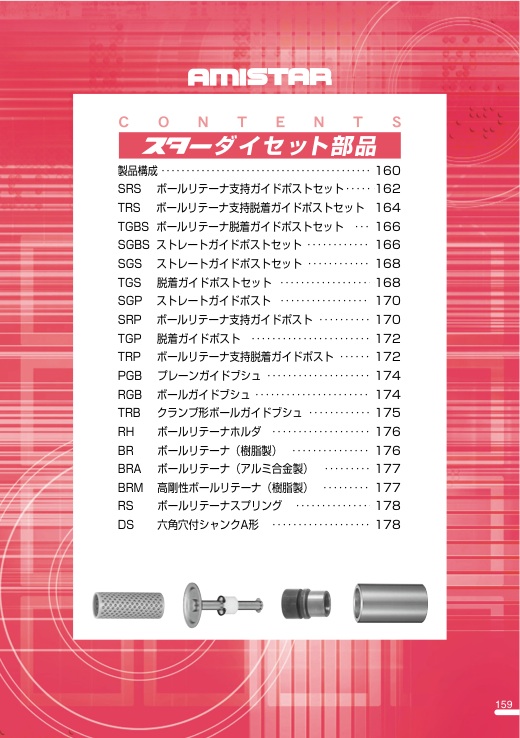 AMISTAR
CONTENTS
スターダイセット部品
製品構成 ........................................ 160
SRS ボールリテーナ支持ガイドポストセット ..... 162
TRS ボールリテーナ支持脱着ガイドポストセット 164
TGBS ボールリテーナ脱着ガイドポストセット ... 166
SGBS ストレートガイドポストセット ............ 166
SGS ストレートガイドポストセット ............ 168
TGS 脱着ガイドポストセット ................. 168
SGP ストレートガイドポスト ................. 170
SRP ボールリテーナ支持ガイドポスト .......... 170
TGP 脱着ガイドポスト ...................... 172
TRP ボールリテーナ支持脱着ガイドポスト ...... 172
PGB プレーンガイドブシュ ................... 174
RGB ボールガイドブシュ ..................... 174
TRB クランプ形ボールガイドブシュ ............ 175
RH ボールリテーナホルダ ................... 176
BR ボールリテーナ（樹脂製） ................ 176
BRA ボールリテーナ（アルミ合金製） .......... 177
BRM 高剛性ボールリテーナ（樹脂製） ......... 177
RS ボールリテーナスプリング ............... 178
DS 六角穴付シャンクA形 ................... 178
159